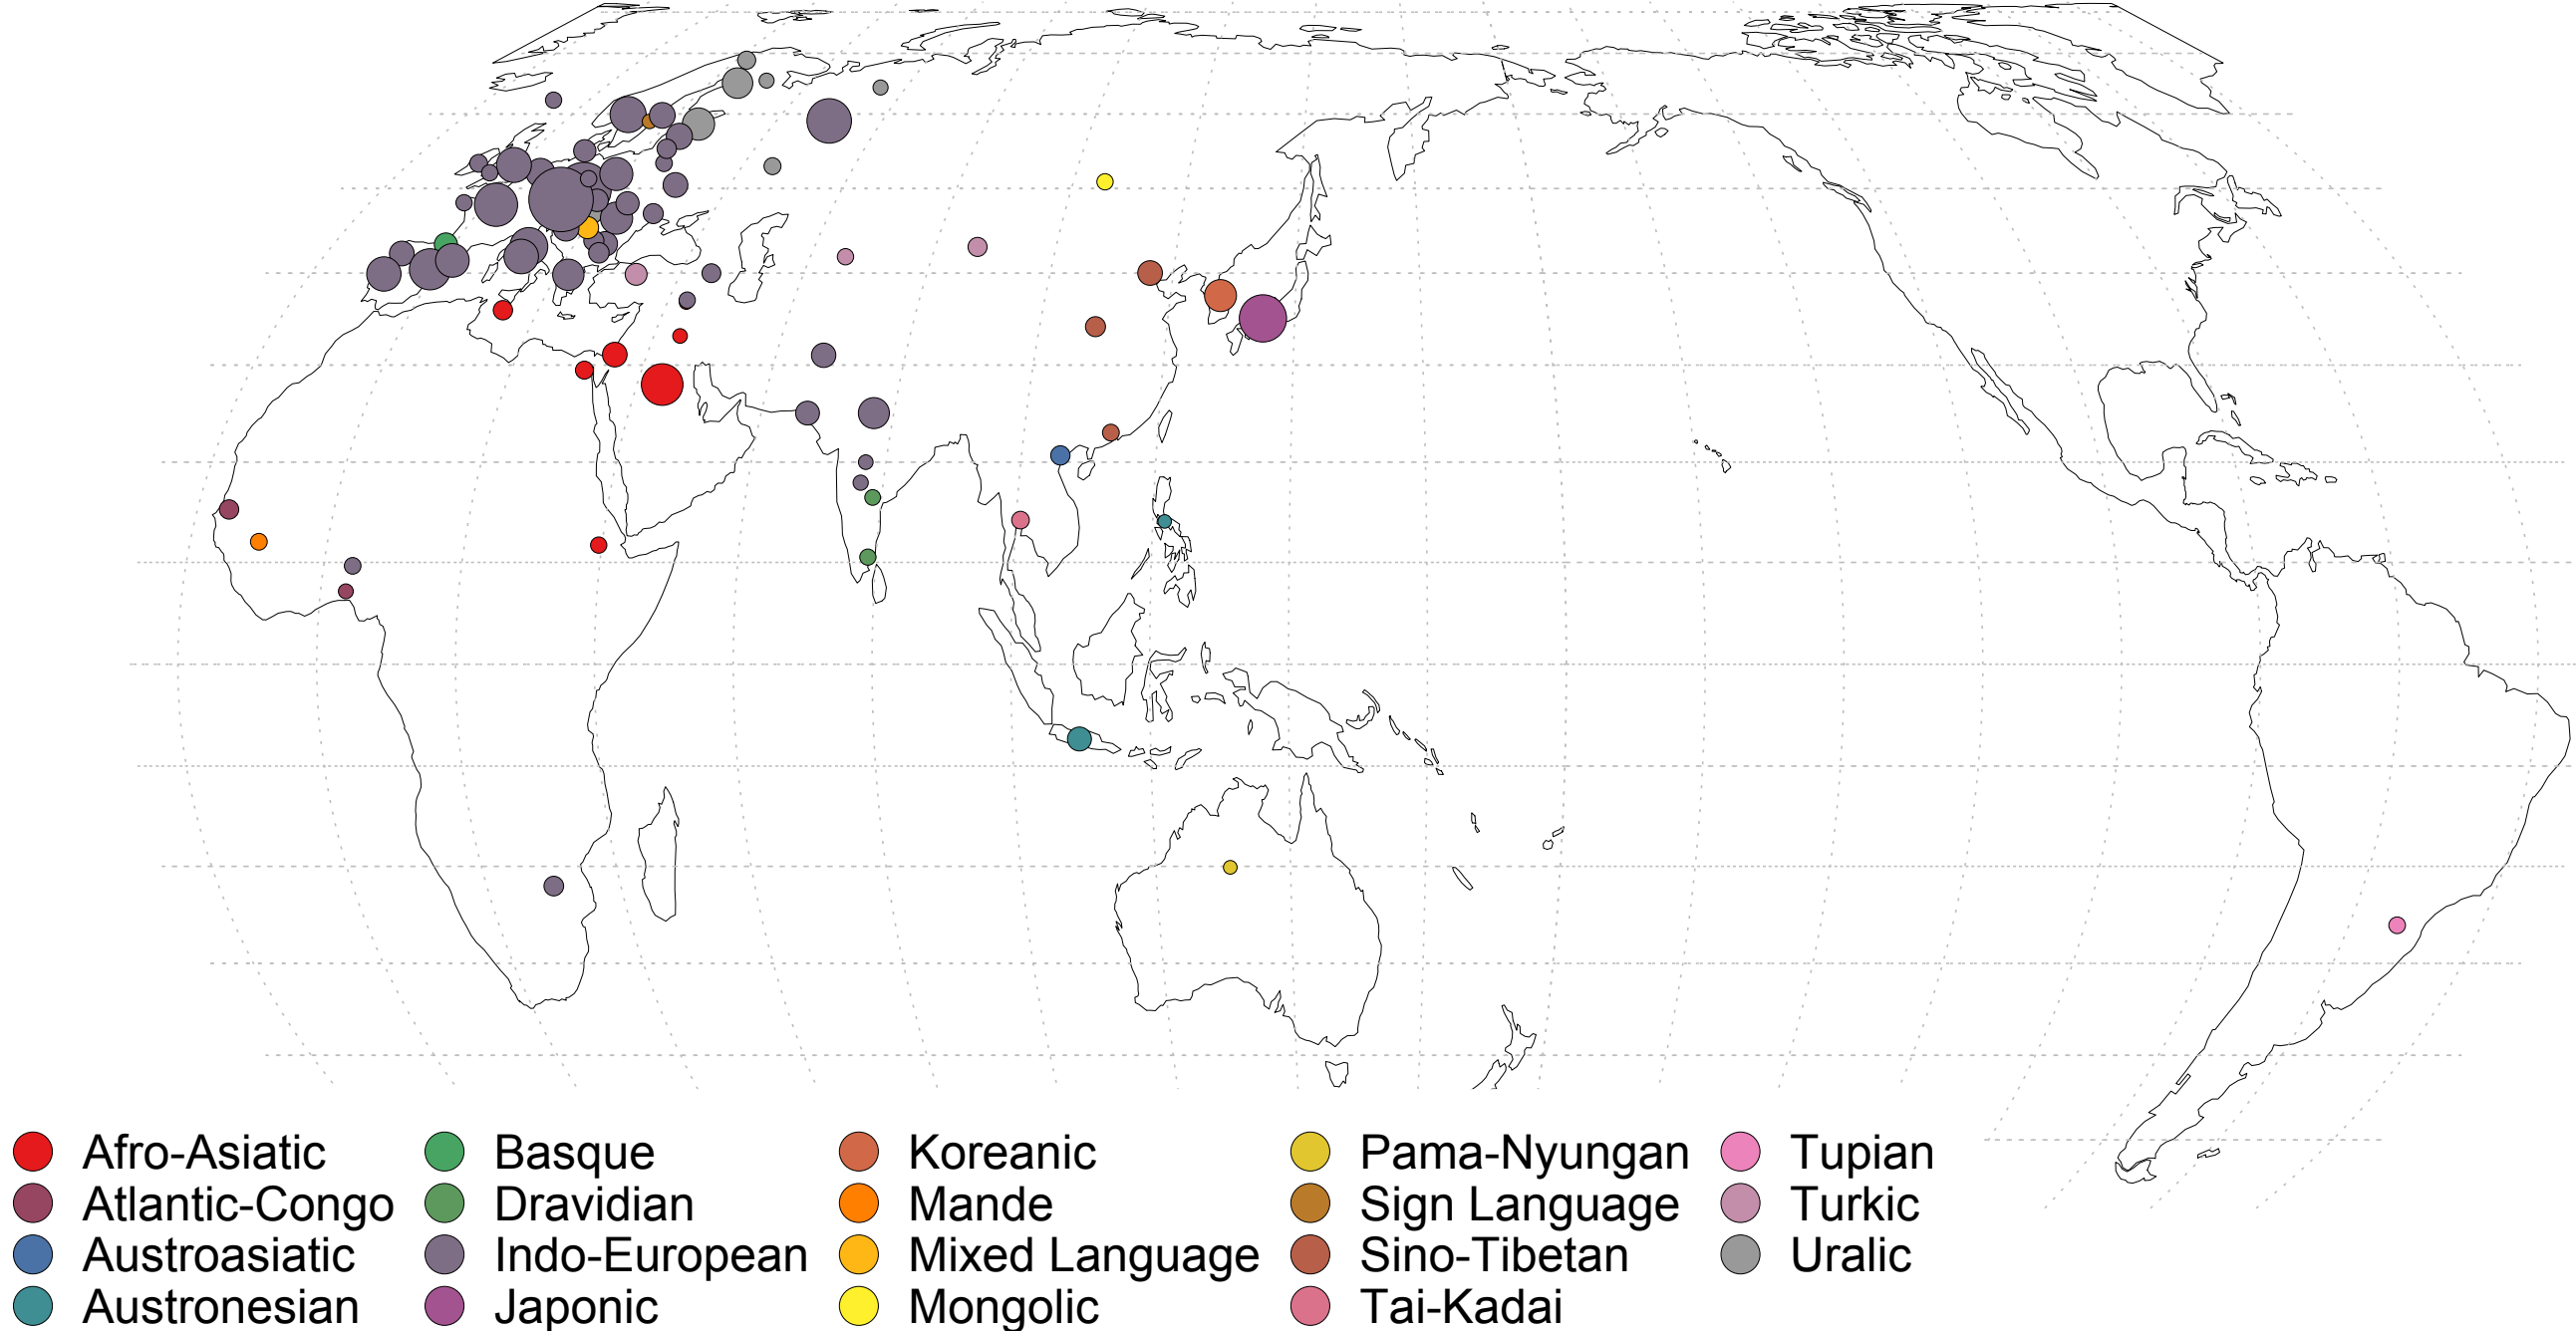 Afro-Asiatic
Atlantic-Congo
Austroasiatic
Austronesian
Basque
Dravidian
Indo-European
Japonic
Koreanic
Mande
Mixed Language
Mongolic
Pama-Nyungan
Sign Language
Sino-Tibetan
Tai-Kadai
Tupian
Turkic
Uralic